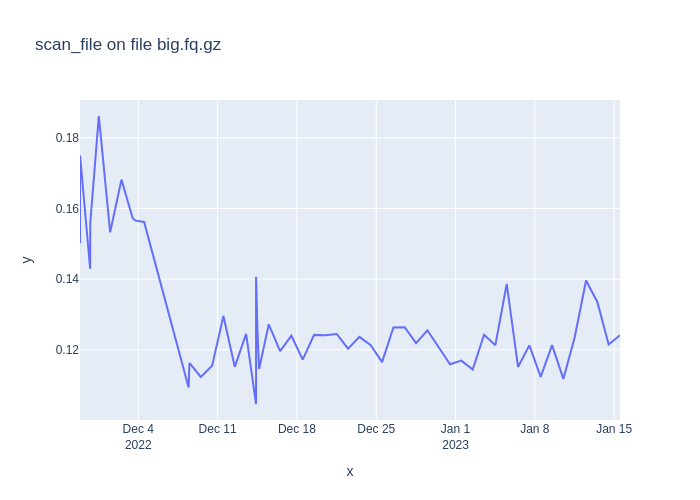 scan_file on file big.fq.gz
0.18
0.16
0.14
0.12
y
Dec 4
2022
Dec 11
Dec 18
Dec 25
Jan 1
2023
Jan 8
Jan 15
x